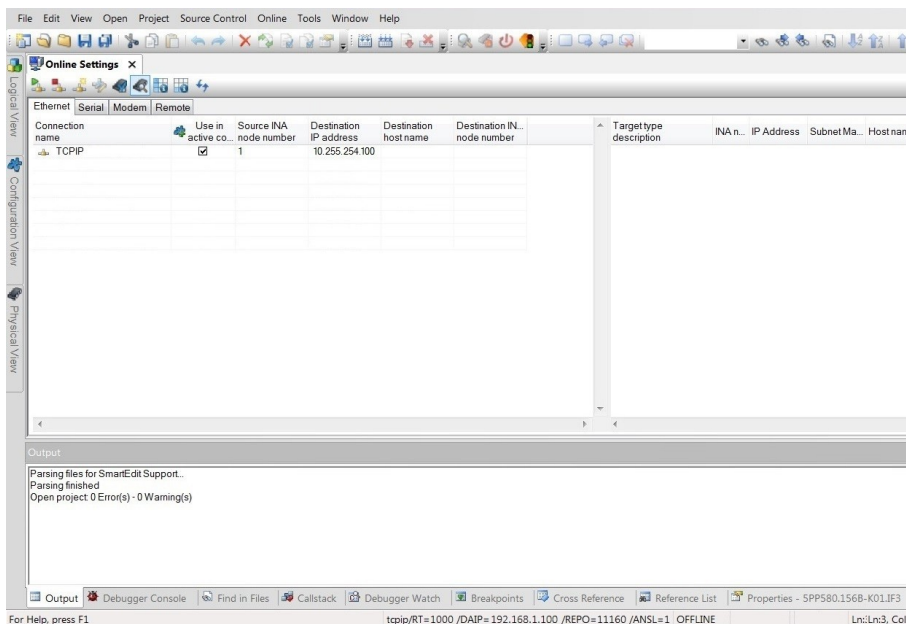 File Edit View Open Project Source Control Online Tools Window Help
Online Settings ×
Logical View
Configuration View
Physical View
Ethernet Serial Modem Remote
Connection name
Use in active co...
Source INA node number
Destination IP address
Destination host name
Destination IN... node number
Target type description
INA n... IP Address Subnet Ma... Host nam
TCPIP 1 10.255.254.100
Output
Parsing files for SmartEdit Support...
Parsing finished
Open project: 0 Error(s) - 0 Warning(s)
Output Debugger Console Find in Files Callstack Debugger Watch Breakpoints Cross Reference Reference List Properties - 5PP580.156B-K01.IF3
For Help, press F1 tcpip/RT=1000 /DAIP=192.168.1.100 /REPO=11160 /ANSL=1 OFFLINE Ln:3, Col